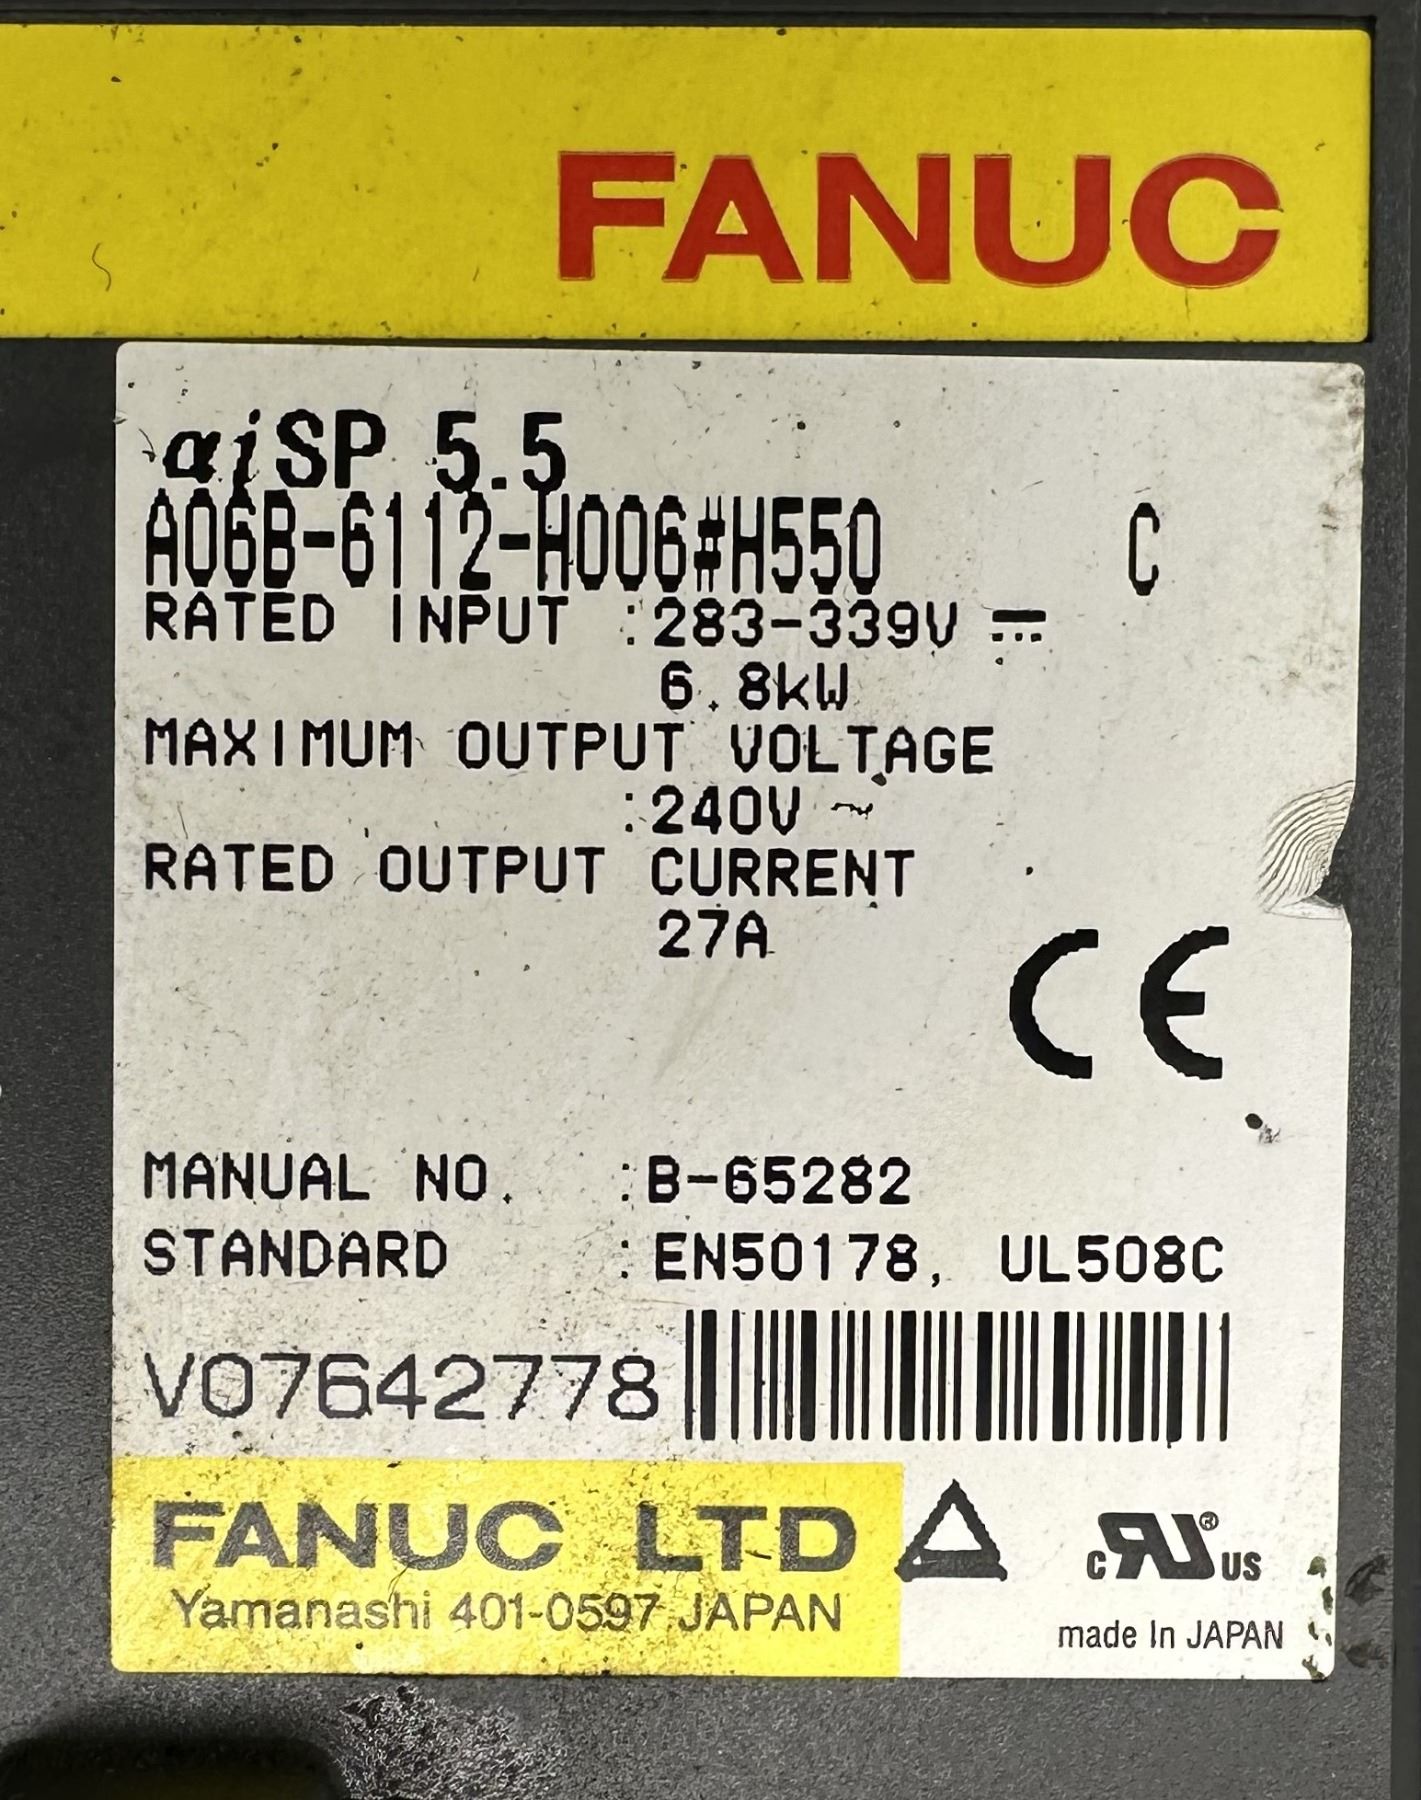 FANUC
αiSP 5.5
A06B-6112-H006#H550 C
RATED INPUT :283-339V ⎓
6.8kW
MAXIMUM OUTPUT VOLTAGE
:240V ~
RATED OUTPUT CURRENT
27A
CE
MANUAL NO. :B-65282
STANDARD :EN50178, UL508C
V07642778
FANUC LTD
Yamanashi 401-0597 JAPAN
c RU® US
made In JAPAN